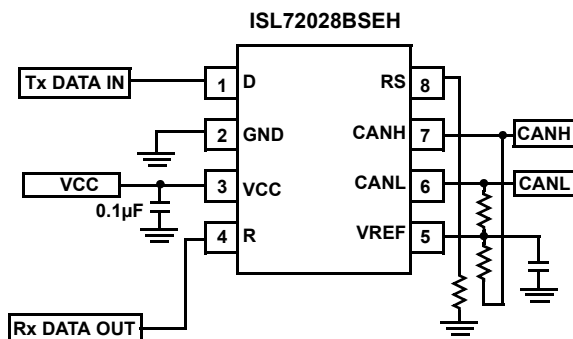 ISL72028BSEH
Tx DATA IN
1 D
RS 8
2 GND
CANH 7
CANH
VCC
3 VCC
CANL 6
CANL
0.1µF
4 R
VREF 5
Rx DATA OUT